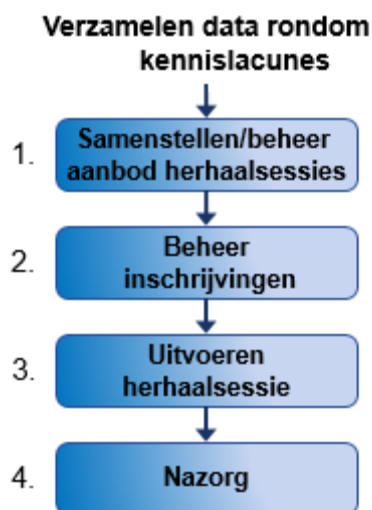 Verzamelen data rondom
kennislacunes
1. Samenstellen/beheer
aanbod herhaalsessies
2. Beheer
inschrijvingen
3. Uitvoeren
herhaalsessie
4. Nazorg